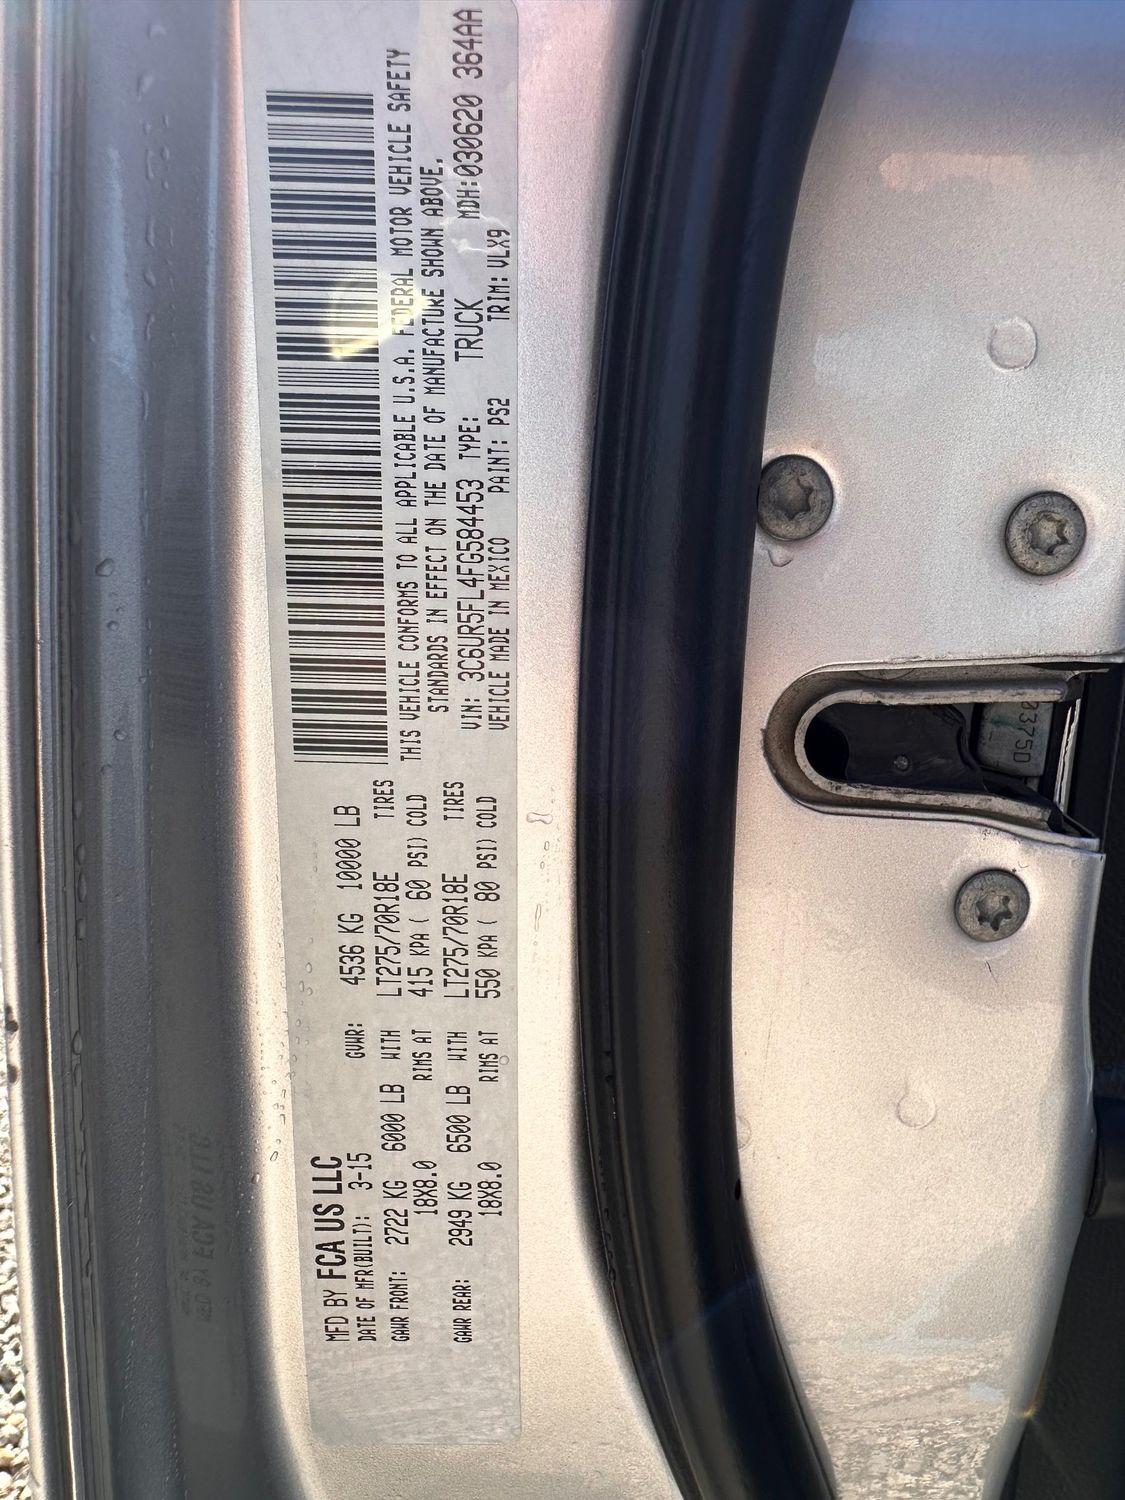 MFD BY FCA US LLC
DATE OF MFR(BUILT): 3-15 GVWR: 4536 KG 10000 LB
GAWR FRONT: 2722 KG 6000 LB WITH LT275/70R18E TIRES
18X8.0 RIMS AT 415 KPA ( 60 PSI) COLD
GAWR REAR: 2949 KG 6500 LB WITH LT275/70R18E TIRES
18X8.0 RIMS AT 550 KPA ( 80 PSI) COLD
THIS VEHICLE CONFORMS TO ALL APPLICABLE U.S.A. FEDERAL MOTOR VEHICLE SAFETY
STANDARDS IN EFFECT ON THE DATE OF MANUFACTURE SHOWN ABOVE.
VIN: 3C6UR5FL4FG584453 TYPE: TRUCK MDH:030620 364AA
VEHICLE MADE IN MEXICO PAINT: PS2 TRIM: VLX9